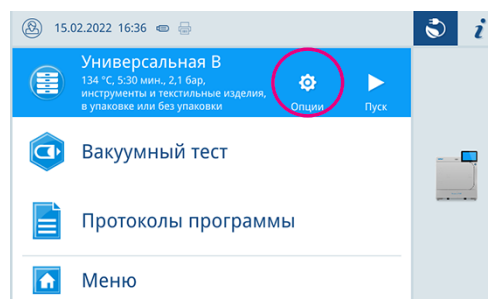 15.02.2022 16:36
Универсальная В
134 °C, 5:30 мин., 2,1 бар,
инструменты и текстильные изделия,
в упаковке или без упаковки
Опции
Пуск
Вакуумный тест
Протоколы программы
Меню
i